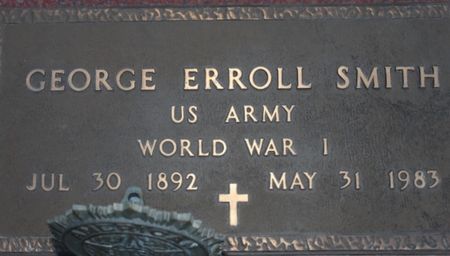 GEORGE ERROLL SMITH
US ARMY
WORLD WAR I
JUL 30 1892 MAY 31 1983